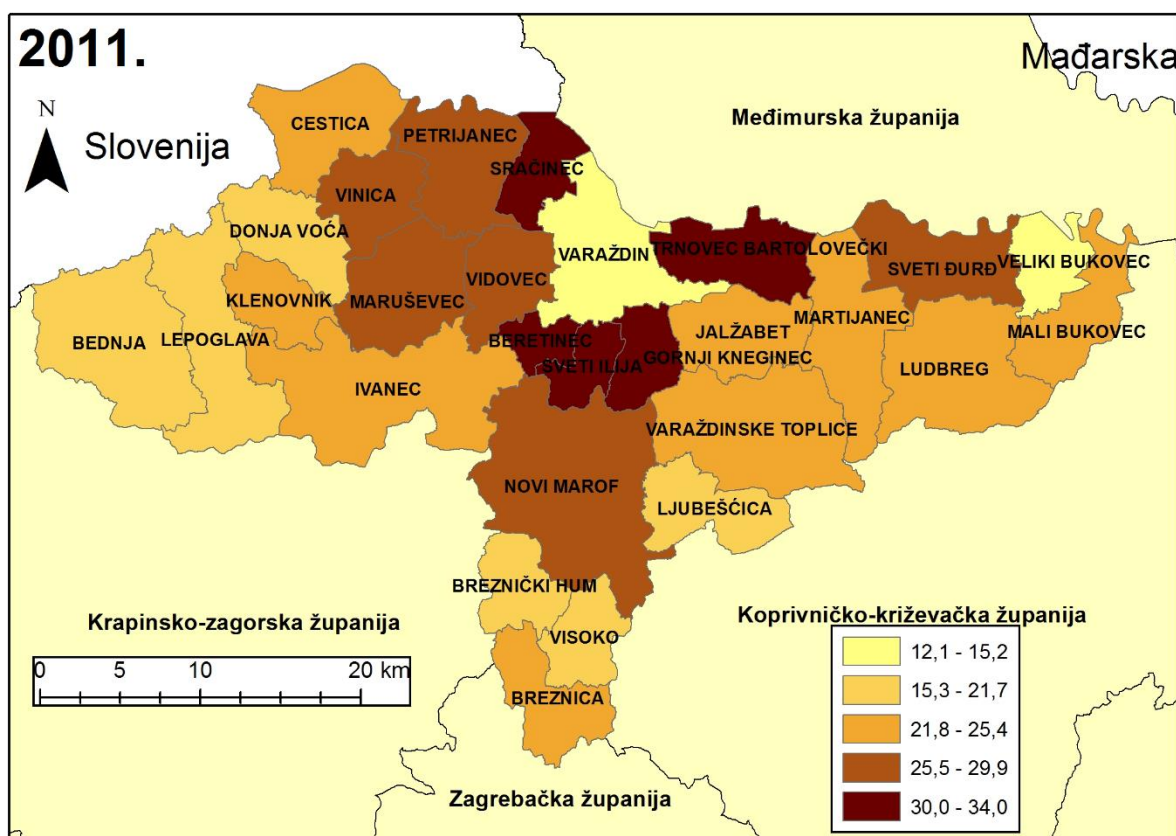 2011.
Mađarska
N
Slovenija
Međimurska županija
CESTICA
PETRIJANEC
SRAČINEC
VINICA
DONJA VOĆA
VARAŽDIN
TRNOVEC BARTOLOVEČKI
SVETI ĐURĐ
VELIKI BUKOVEC
KLENOVNIK
MARUŠEVEC
VIDOVEC
BEDNJA
LEPOGLAVA
BERETINEC
SVETI ILIJA
GORNJI KNEGINEC
JALŽABET
MARTIJANEC
MALI BUKOVEC
LUDBREG
IVANEC
VARAŽDINSKE TOPLICE
NOVI MAROF
LJUBEŠĆICA
BREZNIČKI HUM
VISOKO
BREZNICA
Krapinsko-zagorska županija
Koprivničko-križevačka županija
Zagrebačka županija
0 5 10 20 km
12,1 - 15,2
15,3 - 21,7
21,8 - 25,4
25,5 - 29,9
30,0 - 34,0